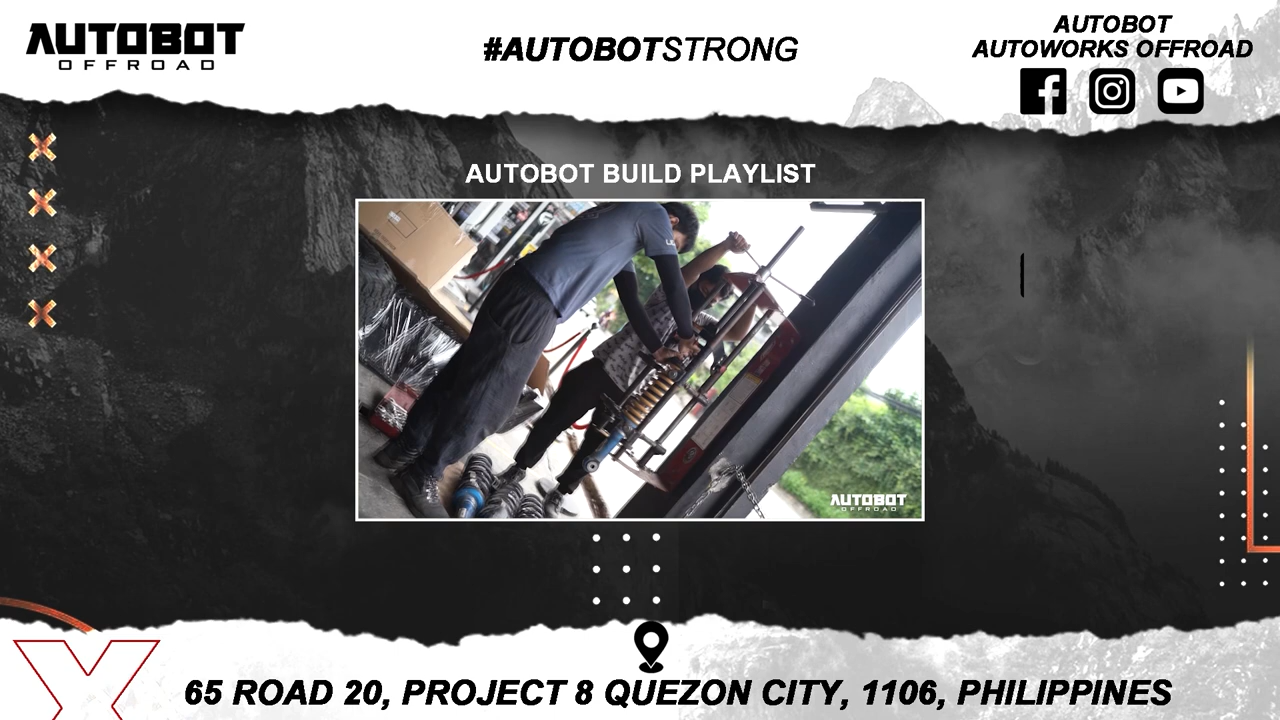 AUTOBOT
OFFROAD
#AUTOBOTSTRONG
AUTOBOT
AUTOWORKS OFFROAD
AUTOBOT BUILD PLAYLIST
AUTOBOT
OFFROAD
65 ROAD 20, PROJECT 8 QUEZON CITY, 1106, PHILIPPINES